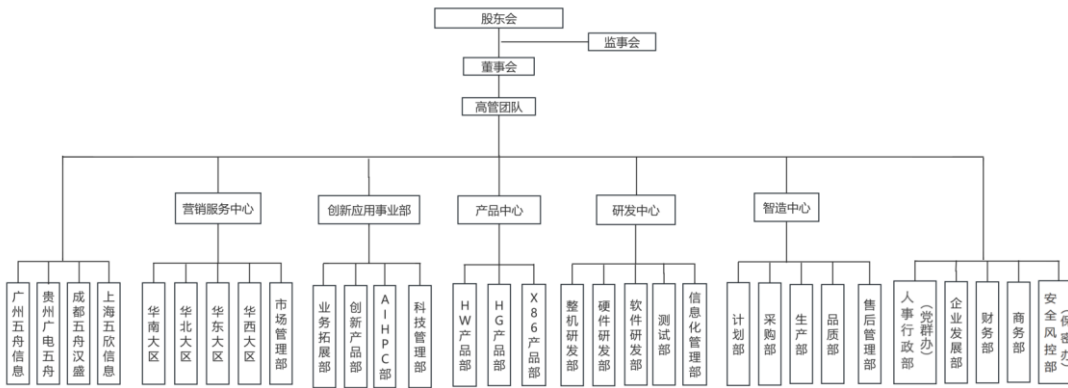 股东会
监事会
董事会
高管团队
营销服务中心
创新应用事业部
产品中心
研发中心
智造中心
广州五舟信息
贵州广电五舟
成都五舟汉盛
上海五欣信息
华南大区
华北大区
华东大区
华西大区
市场管理部
业务拓展部
创新产品部
AIHPC部
科技管理部
HW产品部
HG产品部
X86产品部
整机研发部
硬件研发部
软件研发部
测试部
信息化管理部
计划部
采购部
生产部
品质部
售后管理部
人事行政部
（党群办）
企业发展部
财务部
商务部
安全风控部
（保密办）